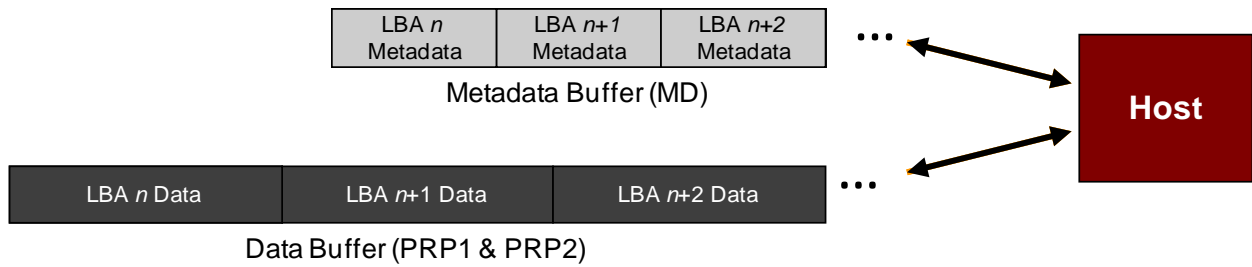 LBA n LBA n+1 LBA n+2
Metadata Metadata Metadata
...
Metadata Buffer (MD)
Host
LBA n Data LBA n+1 Data LBA n+2 Data
...
Data Buffer (PRP1 & PRP2)